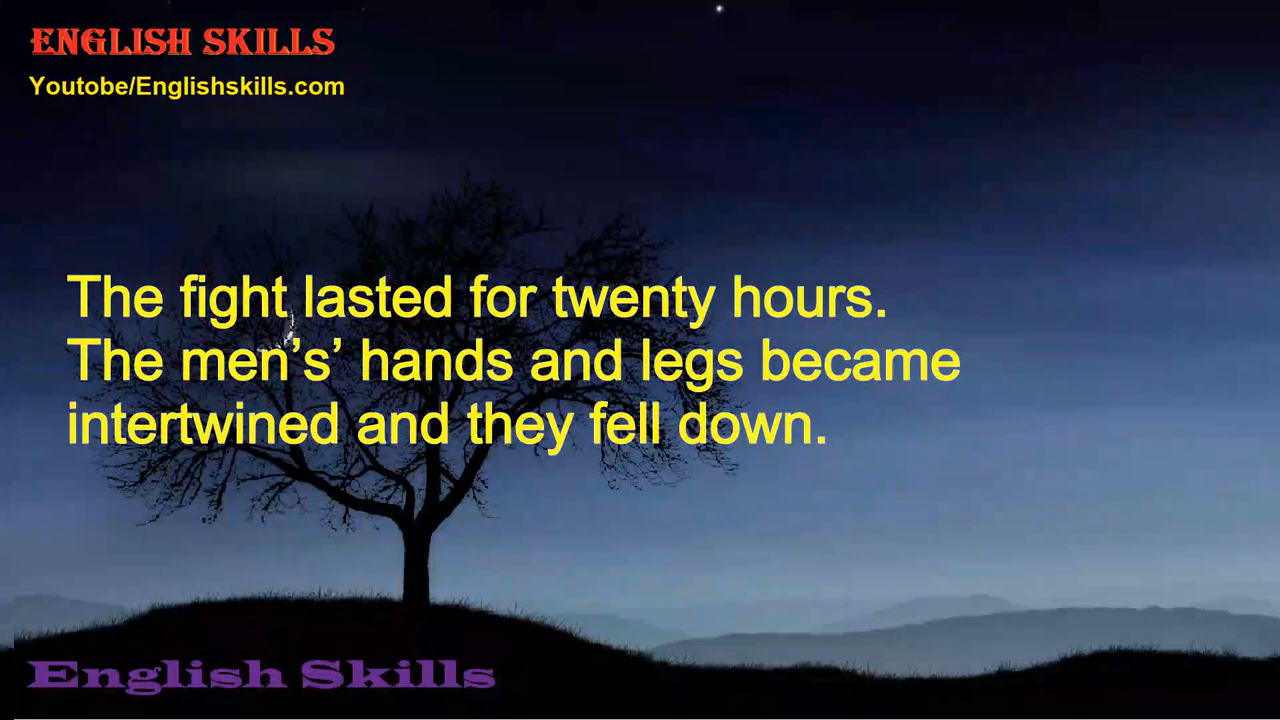 ENGLISH SKILLS
Youtobe/Englishskills.com
The fight lasted for twenty hours.
The men’s’ hands and legs became
intertwined and they fell down.
English Skills